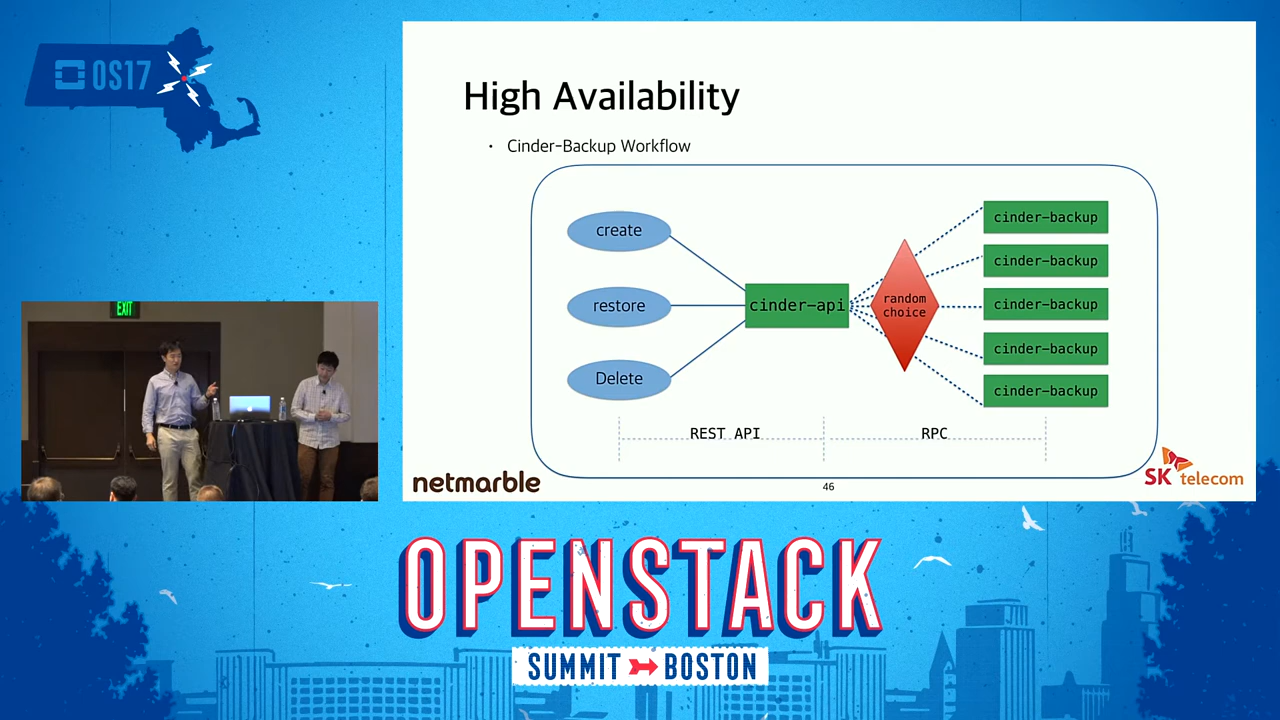 OS17
High Availability
• Cinder-Backup Workflow
create
restore
Delete
cinder-api
random
choice
cinder-backup
cinder-backup
cinder-backup
cinder-backup
cinder-backup
REST API
RPC
netmarble
46
SK telecom
EXIT
OPENSTACK
SUMMIT BOSTON